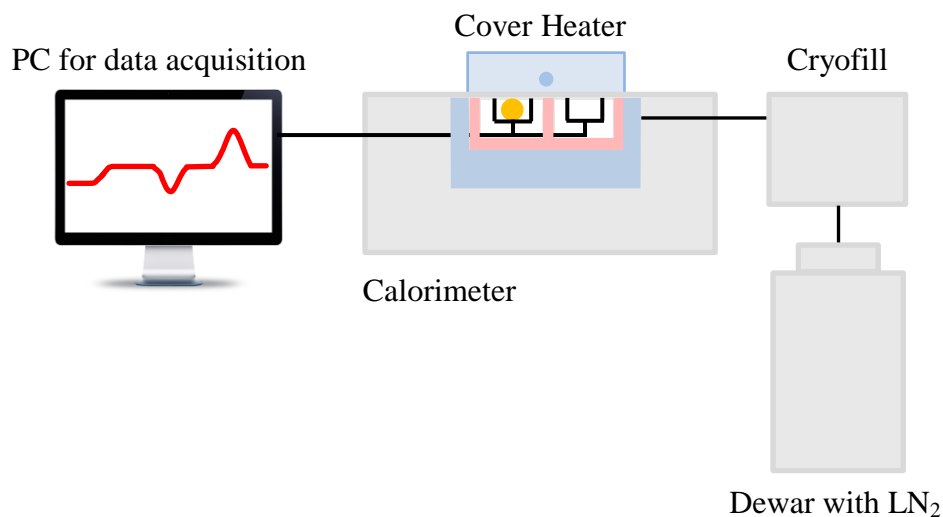 Cover Heater
PC for data acquisition
Cryofill
Calorimeter
Dewar with LN₂